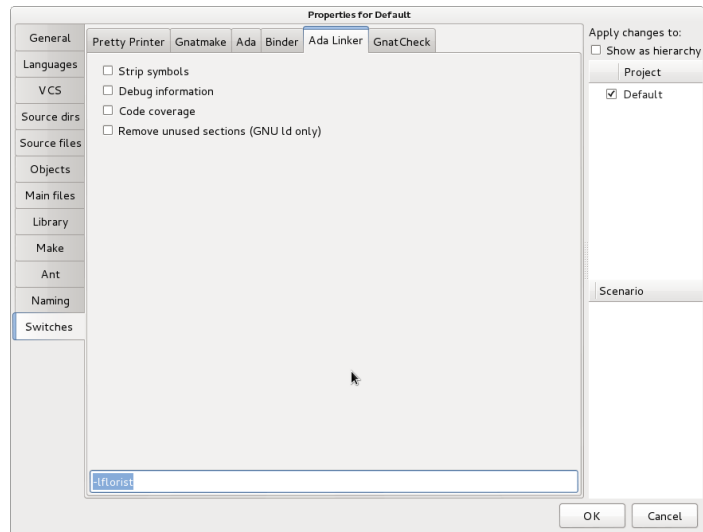 Properties for Default
General
Languages
VCS
Source dirs
Source files
Objects
Main files
Library
Make
Ant
Naming
Switches
Pretty Printer
Gnatmake
Ada
Binder
Ada Linker
GnatCheck
Strip symbols
Debug information
Code coverage
Remove unused sections (GNU ld only)
-lflorist
Apply changes to:
Show as hierarchy
Project
Default
Scenario
OK
Cancel